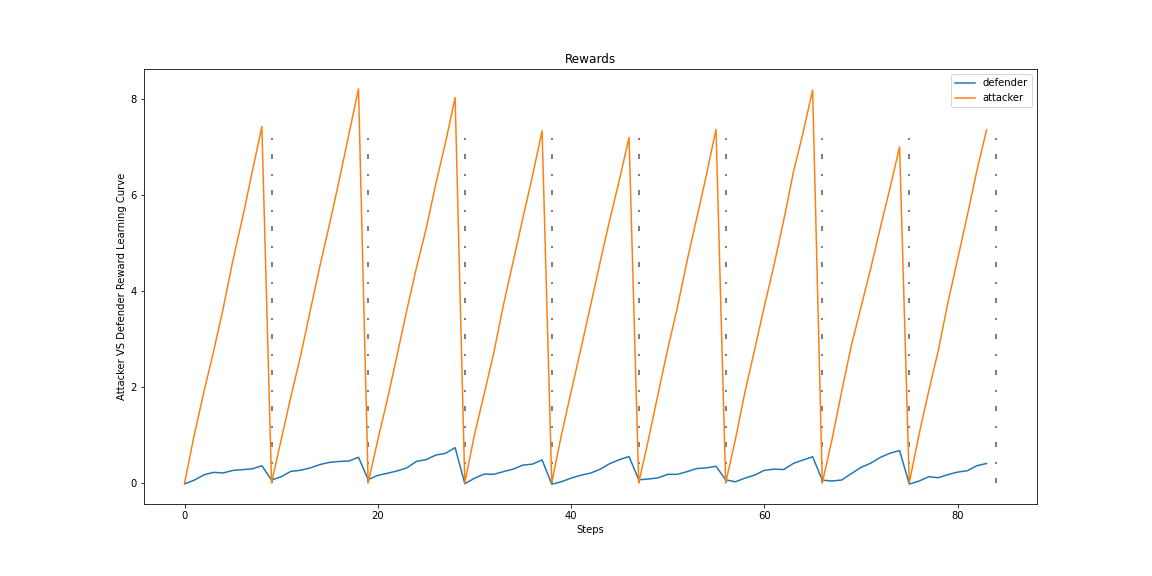 Rewards
defender
attacker
Attacker VS Defender Reward Learning Curve
8
6
4
2
0
0
20
40
60
80
Steps